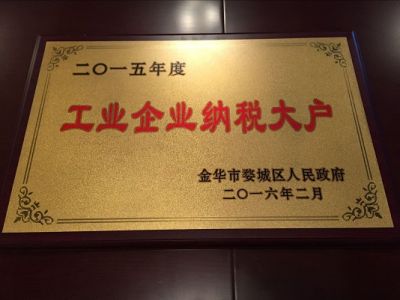 二〇一五年度
工业企业纳税大户
金华市婺城区人民政府
二〇一六年二月